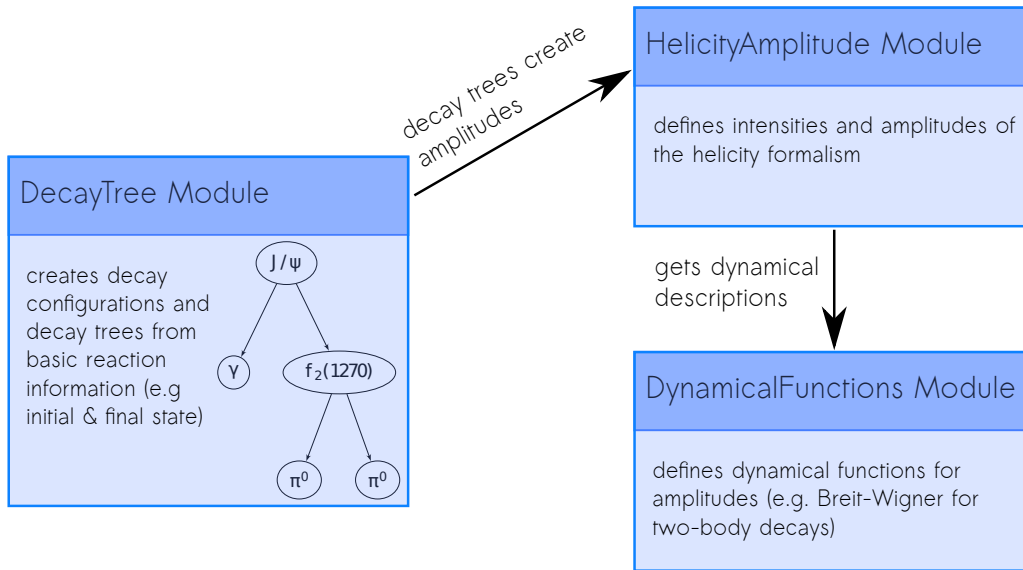 DecayTree Module
creates decay
configurations and
decay trees from
basic reaction
information (e.g
initial & final state)
J/ψ
γ
f₂(1270)
π⁰
π⁰
decay trees create
amplitudes
HelicityAmplitude Module
defines intensities and amplitudes of
the helicity formalism
gets dynamical
descriptions
DynamicalFunctions Module
defines dynamical functions for
amplitudes (e.g. Breit-Wigner for
two-body decays)